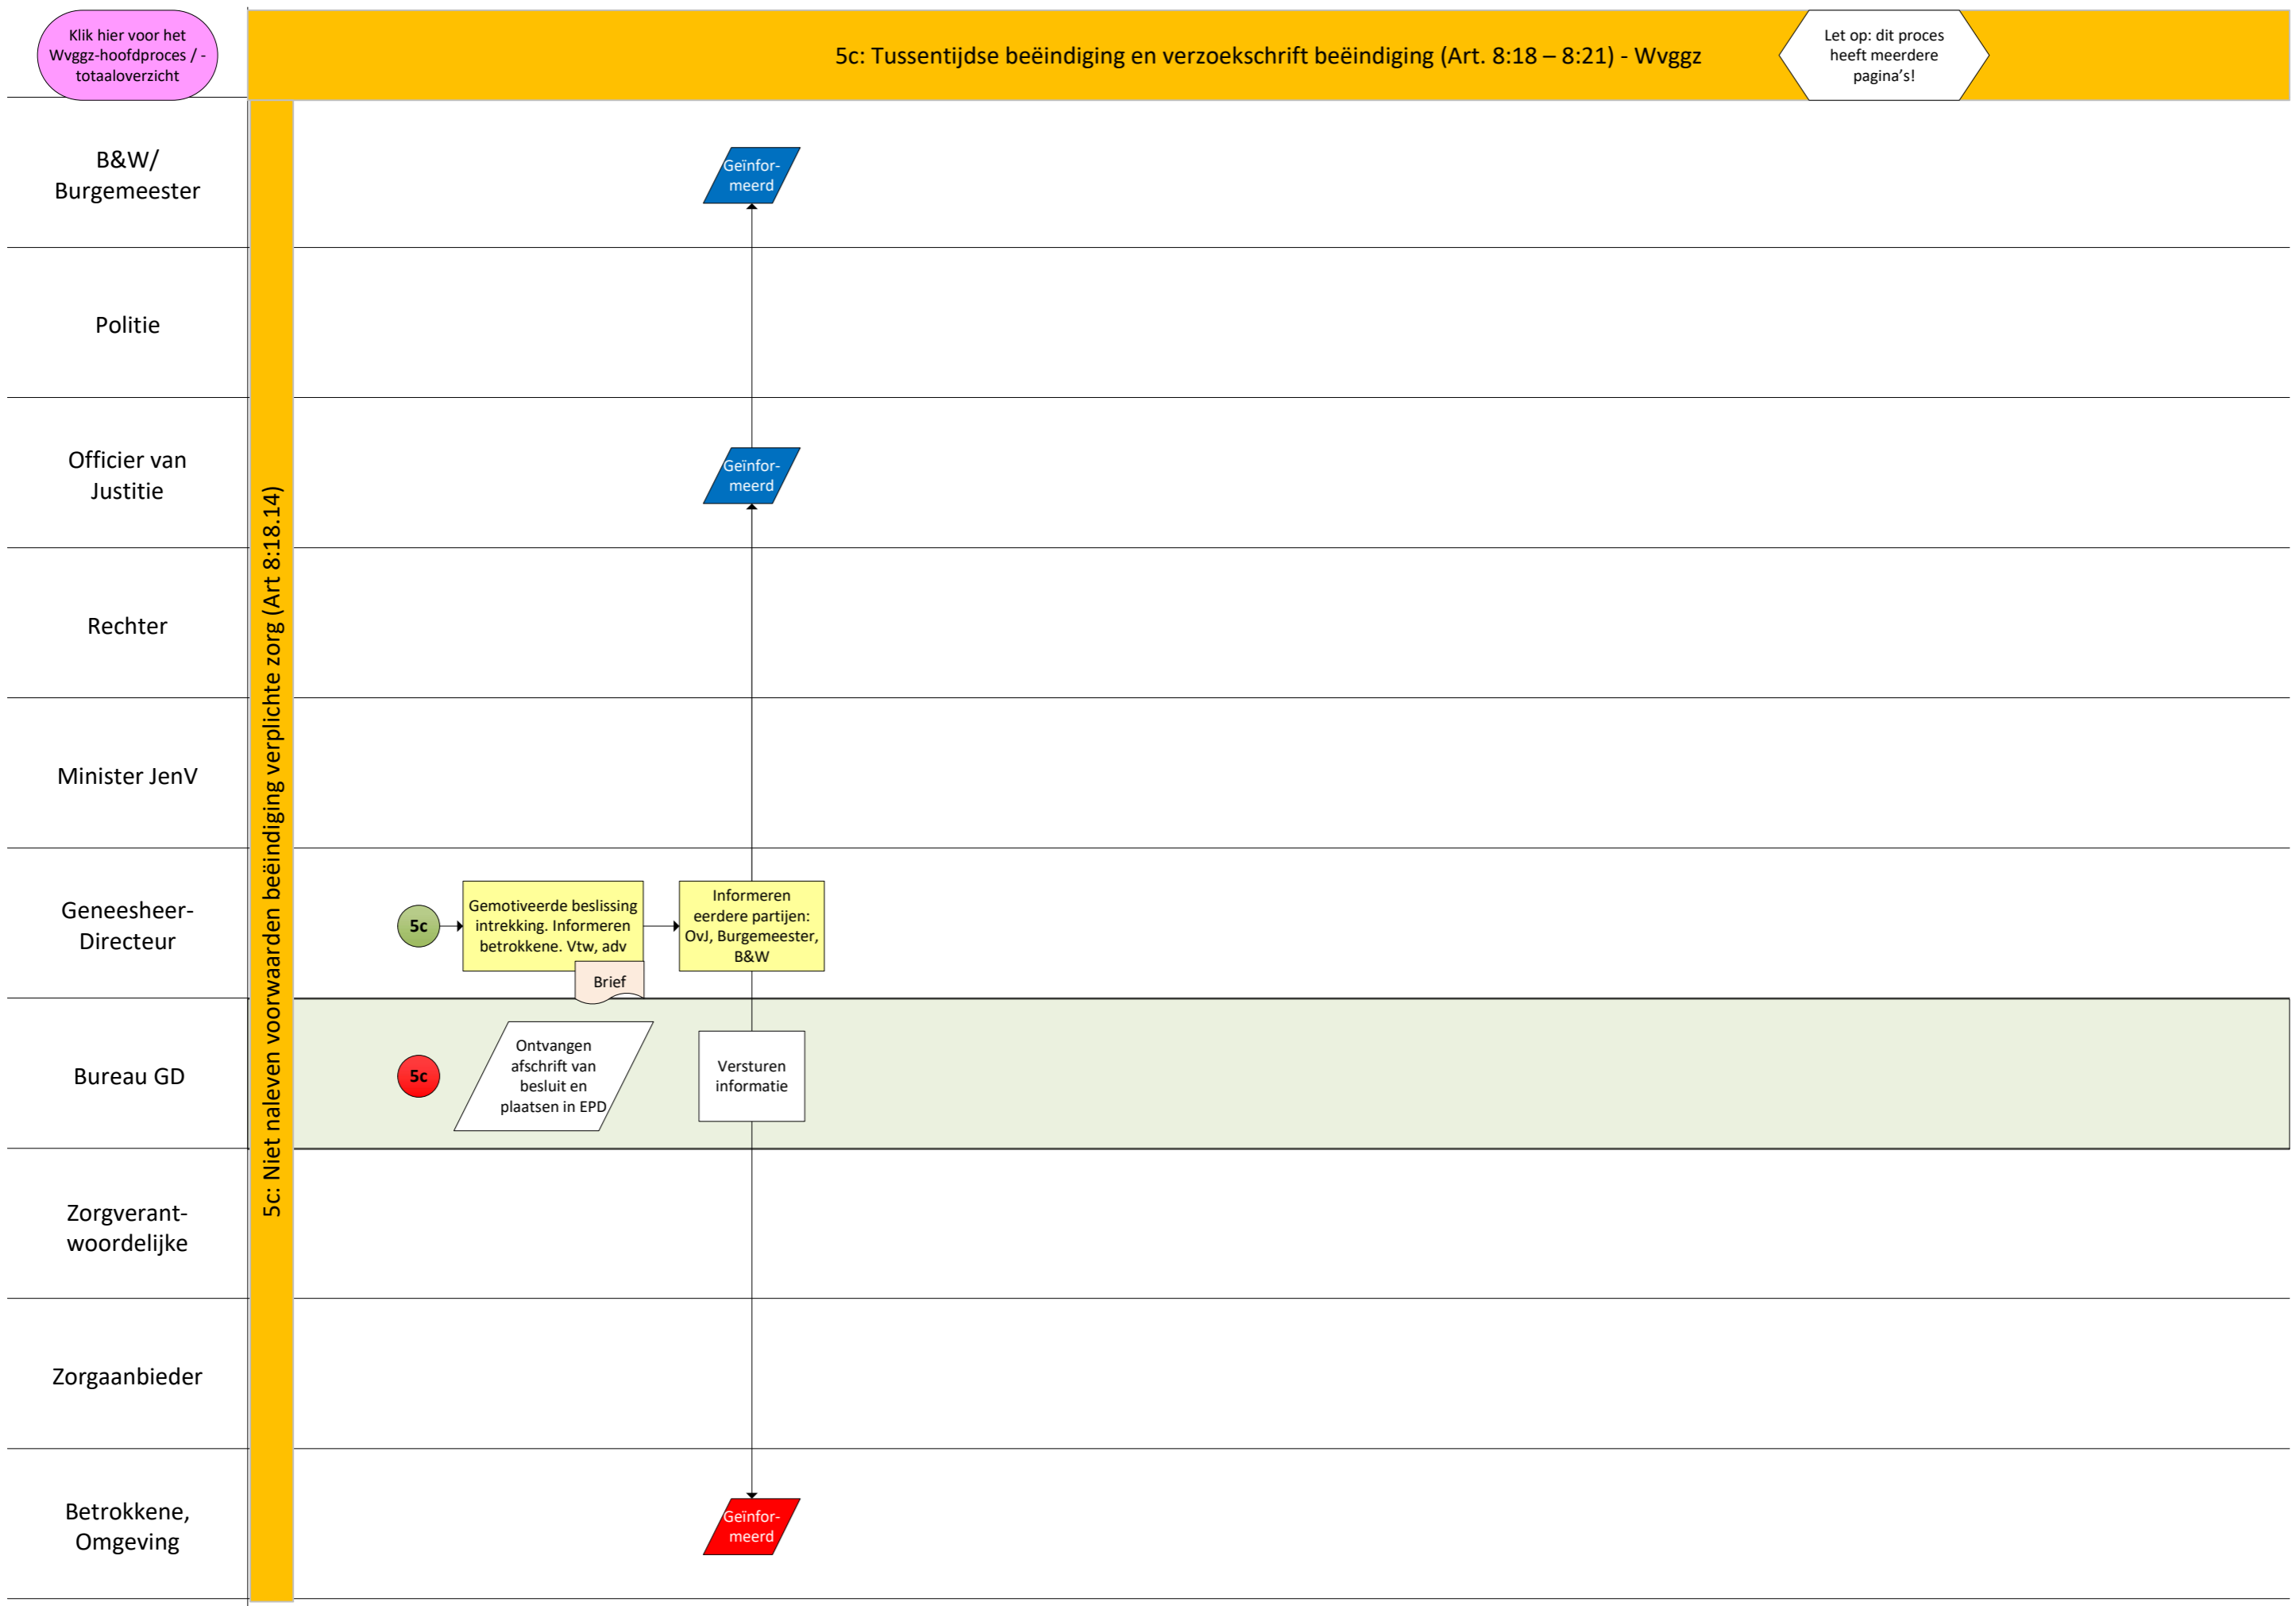 Klik hier voor het
Wvggz-hoofdproces / -
totaaloverzicht
5c: Tussentijdse beëindiging en verzoekschrift beëindiging (Art. 8:18 – 8:21) - Wvggz
Let op: dit proces
heeft meerdere
pagina's!
5c: Niet naleven voorwaarden beëindiging verplichte zorg (Art 8:18.14)
B&W/
Burgemeester
Geïnfor-
meerd
Politie
Officier van
Justitie
Geïnfor-
meerd
Rechter
Minister JenV
Geneesheer-
Directeur
5c
Gemotiveerde beslissing
intrekking. Informeren
betrokkene. Vtw, adv
Brief
Informeren
eerdere partijen:
OvJ, Burgemeester,
B&W
Bureau GD
5c
Ontvangen
afschrift van
besluit en
plaatsen in EPD
Versturen
informatie
Zorgverant-
woordelijke
Zorgaanbieder
Betrokkene,
Omgeving
Geïnfor-
meerd